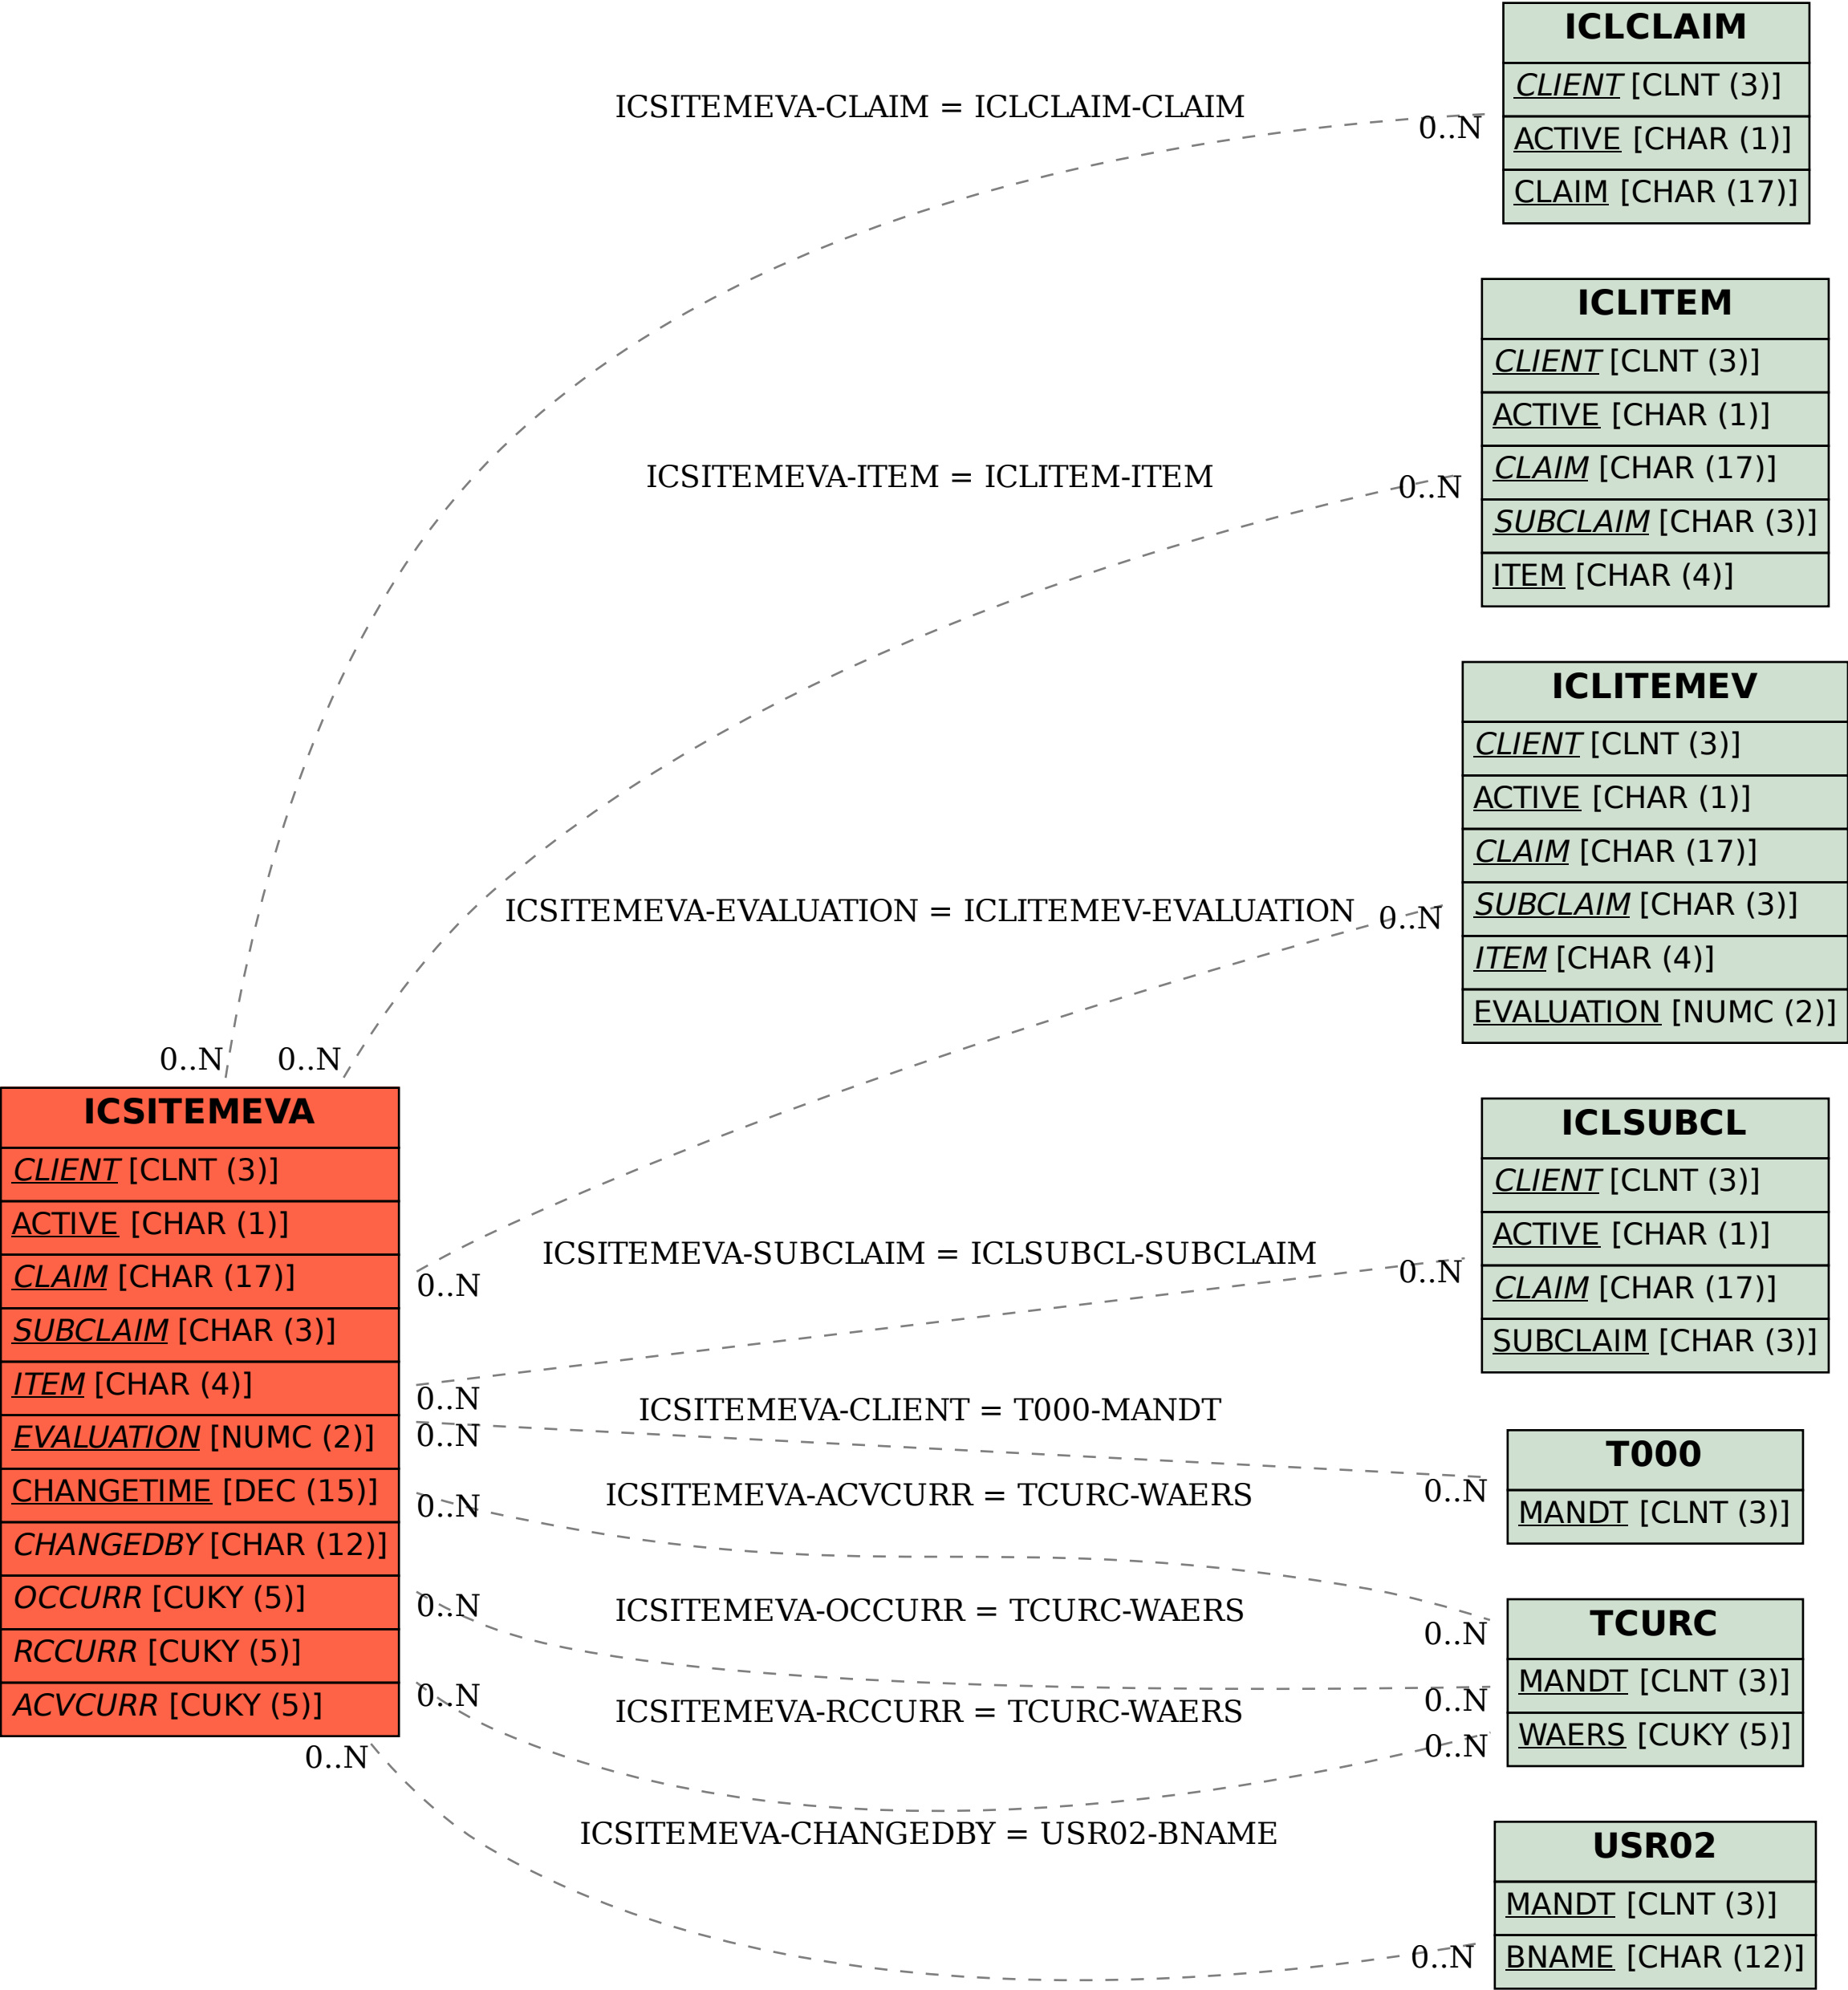 ICLCLAIM
CLIENT [CLNT (3)]
ACTIVE [CHAR (1)]
CLAIM [CHAR (17)]
ICSITEMEVA-CLAIM = ICLCLAIM-CLAIM
0..N
ICLITEM
CLIENT [CLNT (3)]
ACTIVE [CHAR (1)]
CLAIM [CHAR (17)]
SUBCLAIM [CHAR (3)]
ITEM [CHAR (4)]
ICSITEMEVA-ITEM = ICLITEM-ITEM
0..N
ICLITEMEV
CLIENT [CLNT (3)]
ACTIVE [CHAR (1)]
CLAIM [CHAR (17)]
SUBCLAIM [CHAR (3)]
ITEM [CHAR (4)]
EVALUATION [NUMC (2)]
ICSITEMEVA-EVALUATION = ICLITEMEV-EVALUATION
0..N
0..N
0..N
ICSITEMEVA
CLIENT [CLNT (3)]
ACTIVE [CHAR (1)]
CLAIM [CHAR (17)]
SUBCLAIM [CHAR (3)]
ITEM [CHAR (4)]
EVALUATION [NUMC (2)]
CHANGETIME [DEC (15)]
CHANGEDBY [CHAR (12)]
OCCURR [CUKY (5)]
RCCURR [CUKY (5)]
ACVCURR [CUKY (5)]
ICLSUBCL
CLIENT [CLNT (3)]
ACTIVE [CHAR (1)]
CLAIM [CHAR (17)]
SUBCLAIM [CHAR (3)]
ICSITEMEVA-SUBCLAIM = ICLSUBCL-SUBCLAIM
0..N
0..N
0..N
0..N
ICSITEMEVA-CLIENT = T000-MANDT
T000
MANDT [CLNT (3)]
0..N
ICSITEMEVA-ACVCURR = TCURC-WAERS
0..N
0..N
ICSITEMEVA-OCCURR = TCURC-WAERS
0..N
TCURC
MANDT [CLNT (3)]
WAERS [CUKY (5)]
0..N
0..N
ICSITEMEVA-RCCURR = TCURC-WAERS
0..N
0..N
0..N
ICSITEMEVA-CHANGEDBY = USR02-BNAME
USR02
MANDT [CLNT (3)]
BNAME [CHAR (12)]
0..N